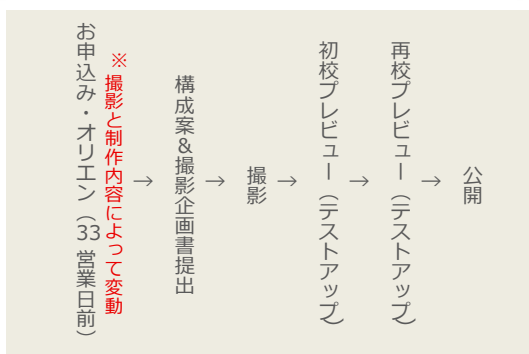 お申込み・オリエン（33営業日前）
※撮影と制作内容によって変動
→
構成案&撮影企画書提出
→
撮影
→
初校プレビュー（テストアップ）
→
再校プレビュー（テストアップ）
→
公開